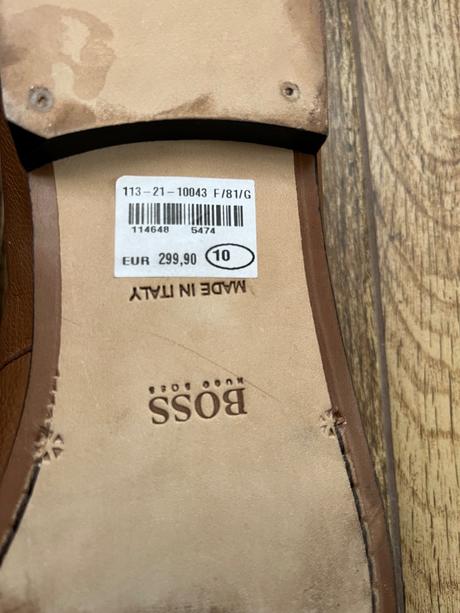 113-21-10043 F/81/G
114648 5474
EUR 299,90 10
MADE IN ITALY
BOSS
HUGO BOSS